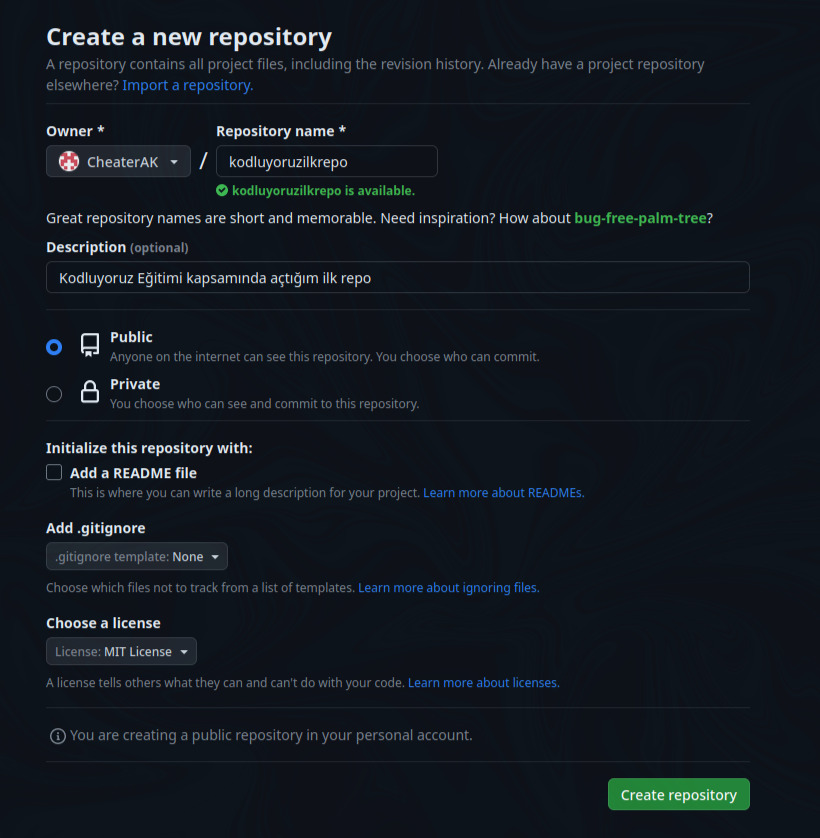 Create a new repository
A repository contains all project files, including the revision history. Already have a project repository
elsewhere? Import a repository.
Owner *
Repository name *
CheaterAK
/
kodluyoruzilkrepo
kodluyoruzilkrepo is available.
Great repository names are short and memorable. Need inspiration? How about bug-free-palm-tree?
Description (optional)
Kodluyoruz Eğitimi kapsamında açtığım ilk repo
Public
Anyone on the internet can see this repository. You choose who can commit.
Private
You choose who can see and commit to this repository.
Initialize this repository with:
Add a README file
This is where you can write a long description for your project. Learn more about READMEs.
Add .gitignore
.gitignore template: None
Choose which files not to track from a list of templates. Learn more about ignoring files.
Choose a license
License: MIT License
A license tells others what they can and can't do with your code. Learn more about licenses.
You are creating a public repository in your personal account.
Create repository